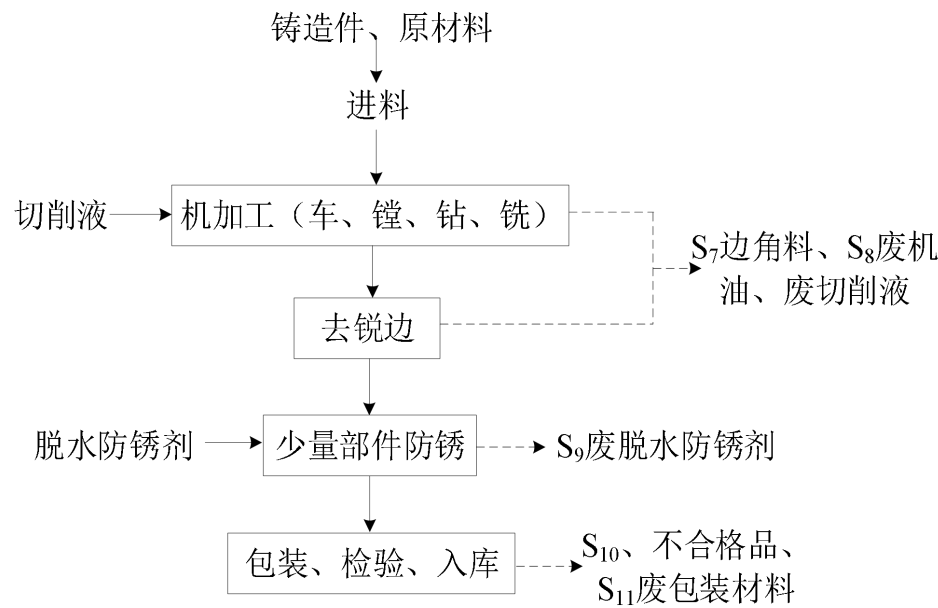 铸造件、原材料
进料
切削液
机加工（车、镗、钻、铣）
S₇边角料、S₈废机
油、废切削液
去锐边
脱水防锈剂
少量部件防锈
S₉废脱水防锈剂
包装、检验、入库
S₁₀、不合格品、
S₁₁废包装材料